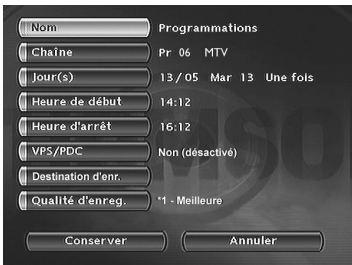 Nom Programmations
Chaîne Pr 06 MTV
Jour(s) 13/05 Mar 13 Une fois
Heure de début 14:12
Heure d'arrêt 16:12
VPS/PDC Non (désactivé)
Destination d'enr.
Qualité d'enreg. *1 - Meilleure
Conserver Annuler